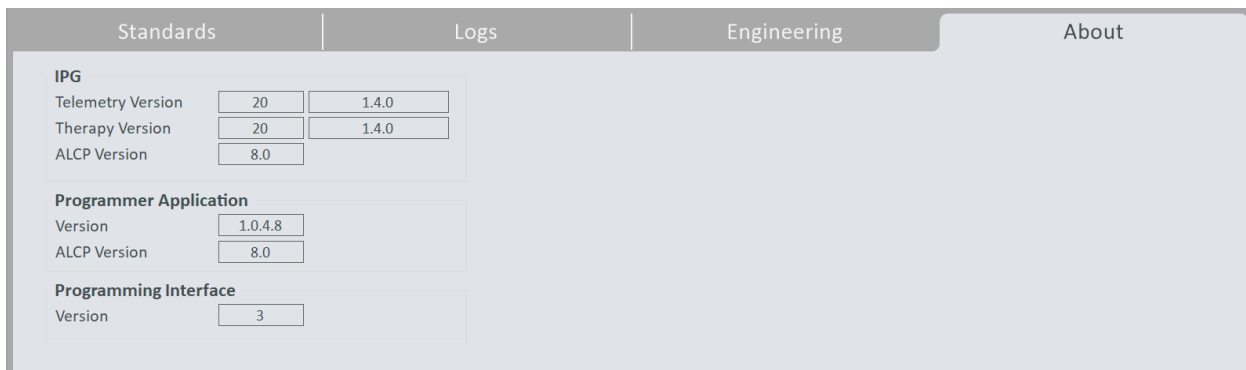 Standards Logs Engineering About
IPG
Telemetry Version 20 1.4.0
Therapy Version 20 1.4.0
ALCP Version 8.0
Programmer Application
Version 1.0.4.8
ALCP Version 8.0
Programming Interface
Version 3